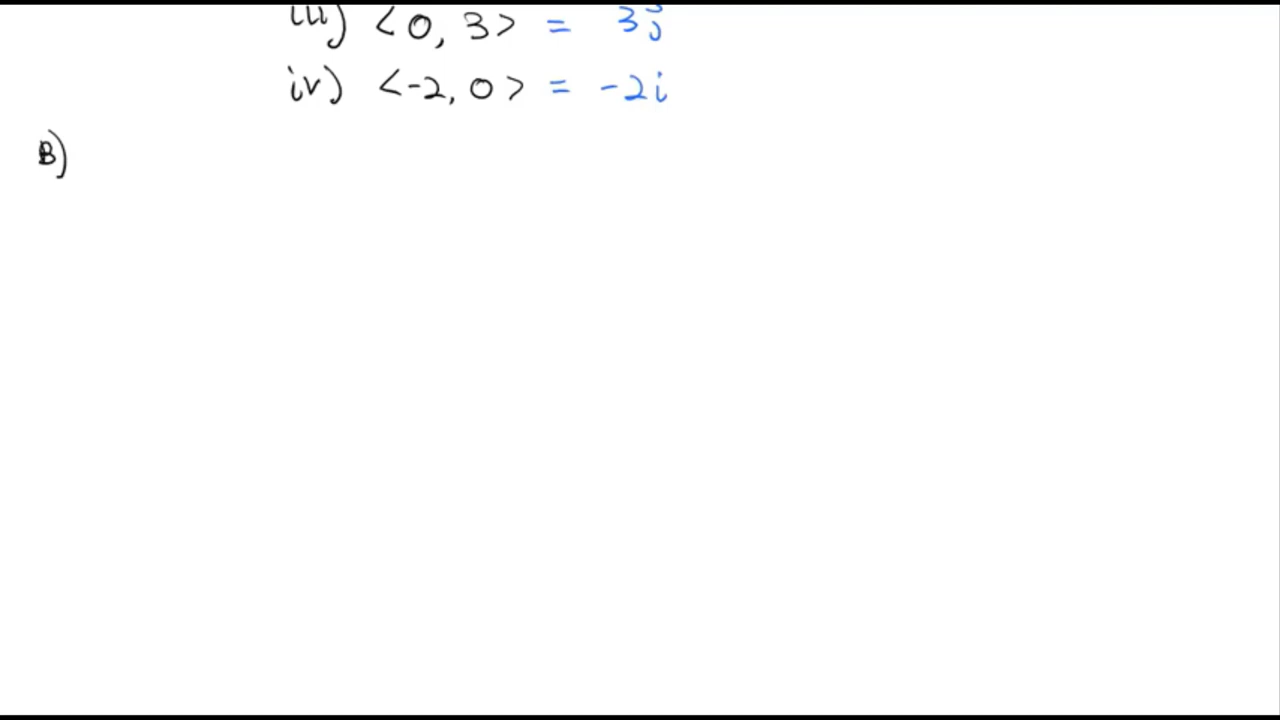 iii) <0, 3> = 3j
iv) <-2, 0> = -2i
B)